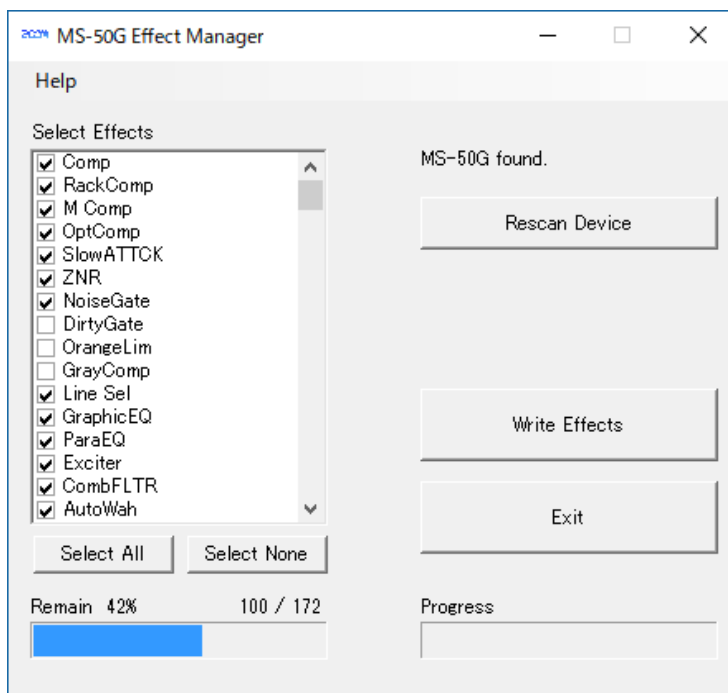 ZOOM MS-50G Effect Manager
Help
Select Effects
Comp
RackComp
M Comp
OptComp
SlowATTCK
ZNR
NoiseGate
DirtyGate
OrangeLim
GrayComp
Line Sel
GraphicEQ
ParaEQ
Exciter
CombFLTR
AutoWah
Select All
Select None
Remain 42%
100 / 172
MS-50G found.
Rescan Device
Write Effects
Exit
Progress